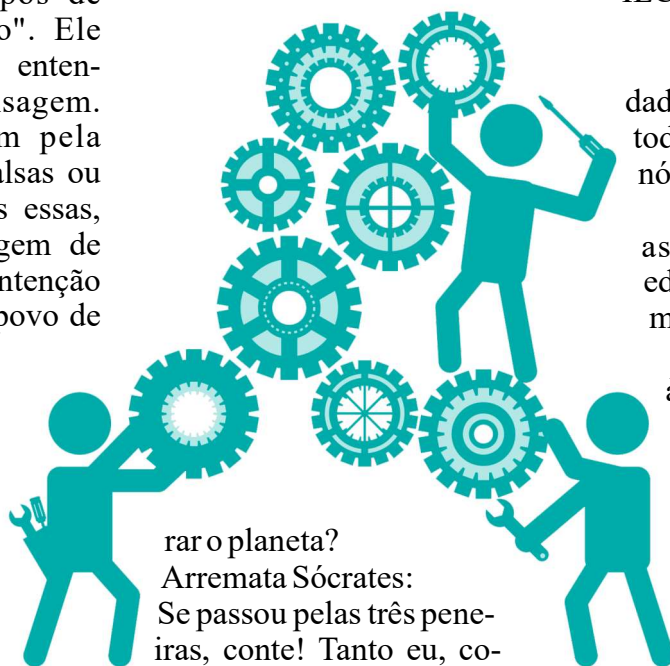 o". Ele
enten-
sagem.
m pela
alsas ou
s essas,
gem de
ntenção
povo de
rar o planeta?
Arremata Sócrates:
Se passou pelas três pene-
iras, conte! Tanto eu, co-
dad
tod
nó
as
ed
m